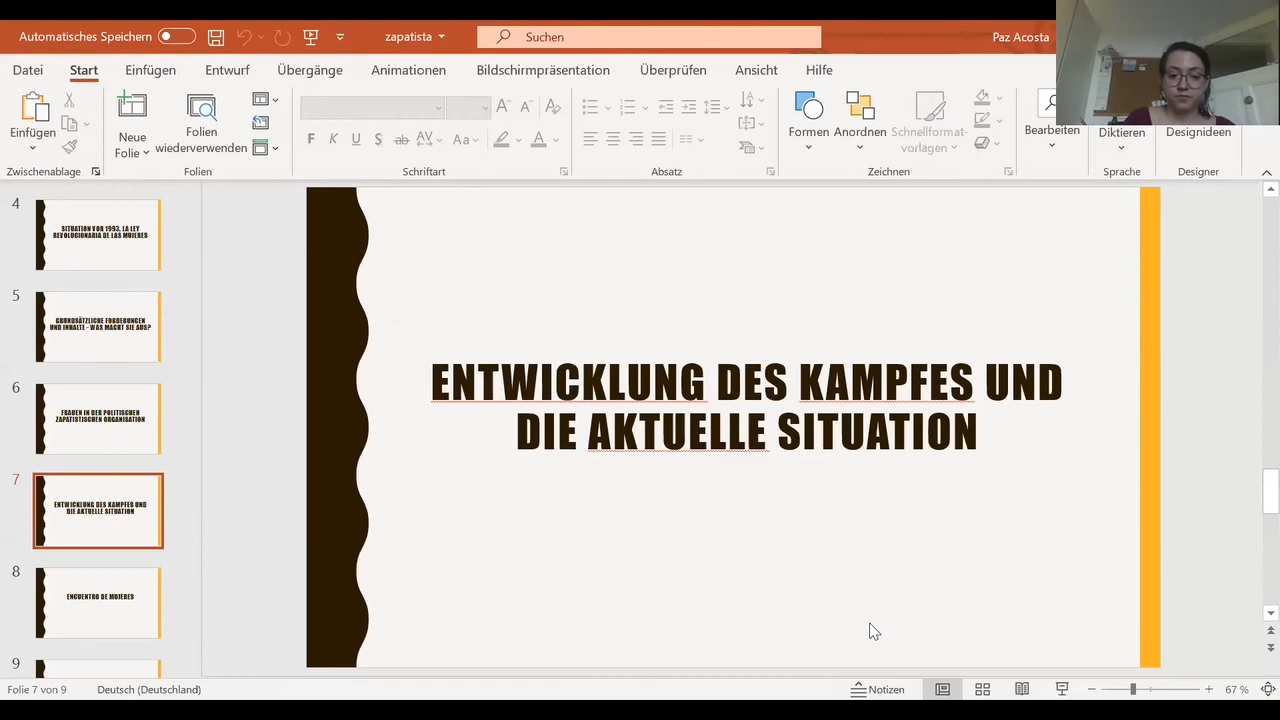 Automatisches Speichern
zapatista
Suchen
Paz Acosta
Datei Start Einfügen Entwurf Übergänge Animationen Bildschirmpräsentation Überprüfen Ansicht Hilfe
Einfügen
Neue
Folie
Folien
wiederverwenden
F K U S ab AV Aa A
Formen
Anordnen
Schnellformat-
vorlagen
Bearbeiten
Diktieren
Designideen
Zwischenablage Folien Schriftart Absatz Zeichnen Sprache Designer
4
SITUATION VOR 1993, LA LEY
REVOLUCIONARIA DE LAS MUJERES
5
GRUNDSÄTZLICHE FORDERUNGEN
UND INHALTE - WAS MACHT SIE AUS?
6
FRAUEN IN DER POLITISCHEN
ZAPATISTISCHEN ORGANISATION
7
ENTWICKLUNG DES KAMPFES UND
DIE AKTUELLE SITUATION
8
ENCUENTRO DE MUJERES
9
ENTWICKLUNG DES KAMPFES UND
DIE AKTUELLE SITUATION
Folie 7 von 9
Deutsch (Deutschland)
Notizen
67 %